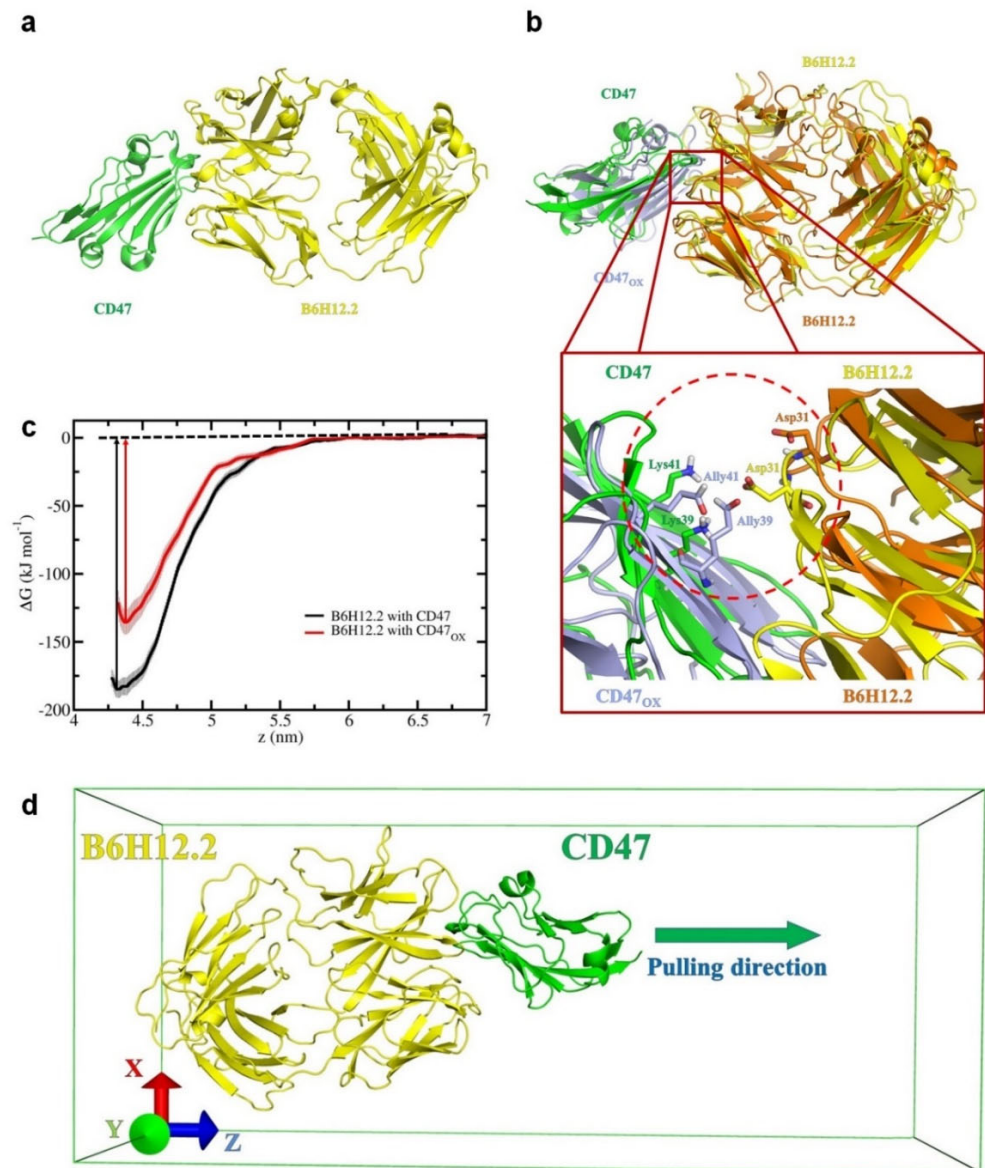 a
CD47
B6H12.2
b
B6H12.2
CD47
CD47OX
B6H12.2
CD47
B6H12.2
Asp31
Lys41
Ally41
Asp31
Lys39
Ally39
CD47OX
B6H12.2
c
0
-50
-100
-150
-200
ΔG (kJ mol⁻¹)
B6H12.2 with CD47
B6H12.2 with CD47OX
4
4.5
5
5.5
6
6.5
7
z (nm)
d
B6H12.2
CD47
Pulling direction
X
Y
Z